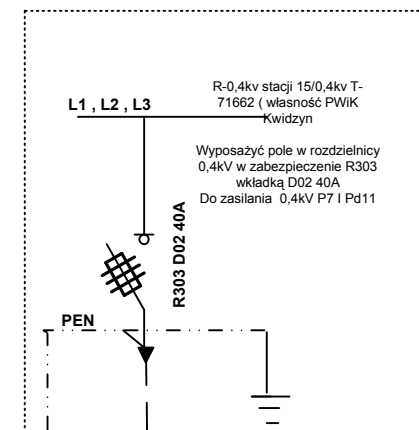 R-0,4kv stacji 15/0,4kv T-
71662 ( własność PWiK
Kwidzyn
L1 , L2 , L3
Wyposażyć pole w rozdzielnicy
0,4kV w zabezpieczenie R303
wkładką D02 40A
Do zasilania 0,4kV P7 I Pd11
R303 D02 40A
PEN